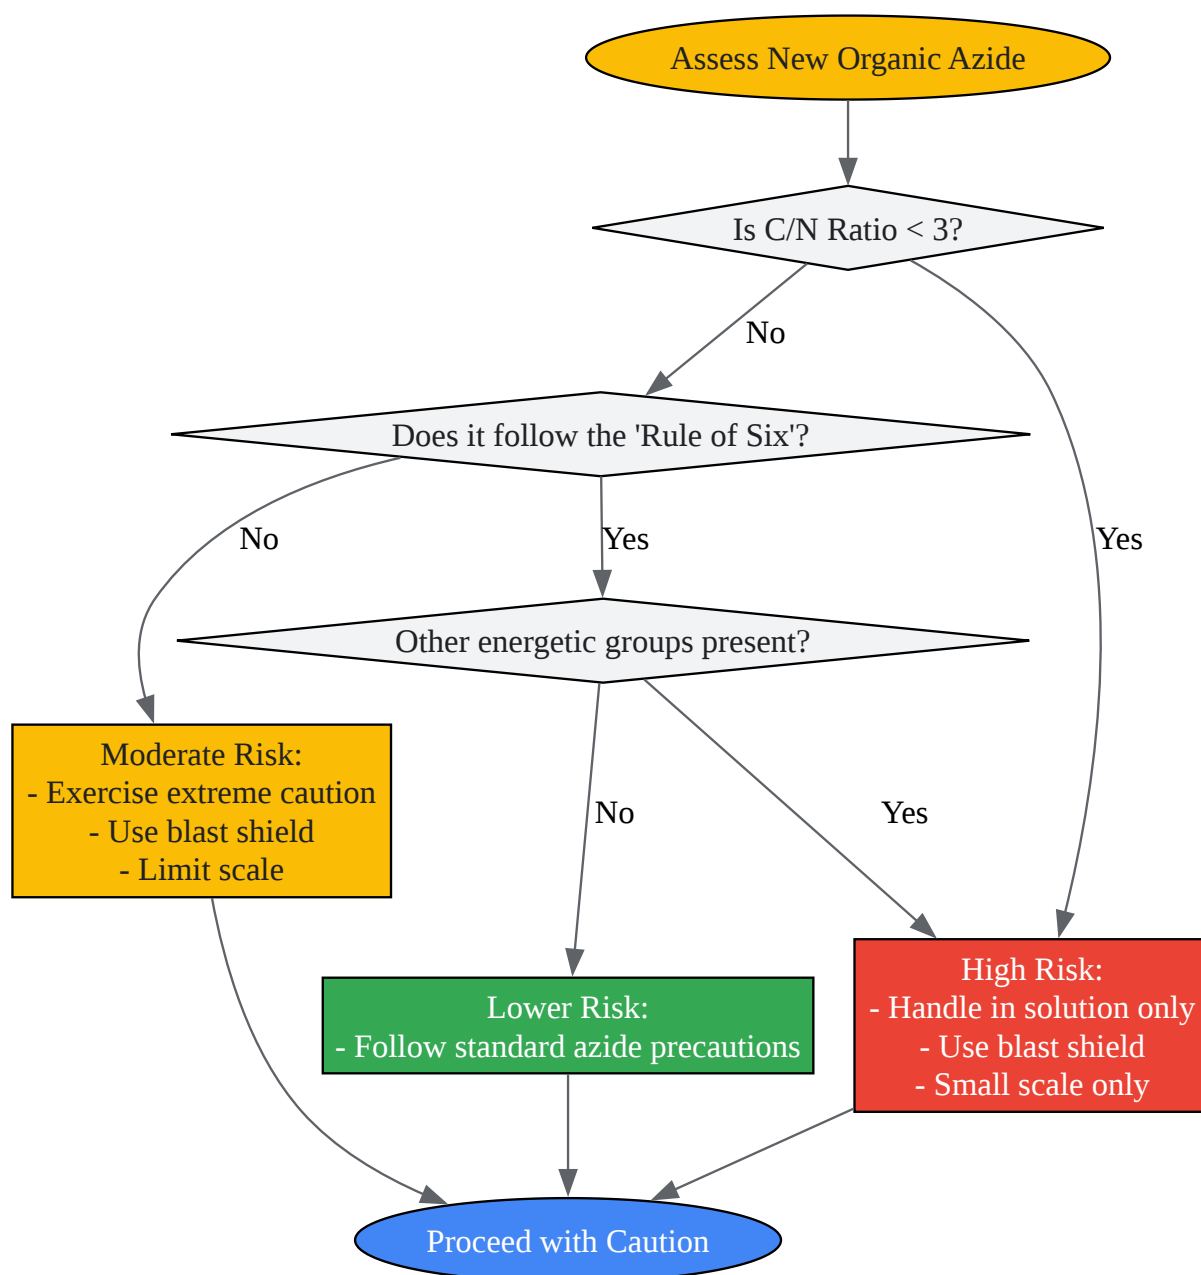 Assess New Organic Azide
Is C/N Ratio < 3?
No
Does it follow the 'Rule of Six'?
No
Yes
Yes
Other energetic groups present?
Moderate Risk:
- Exercise extreme caution
- Use blast shield
- Limit scale
No
Yes
High Risk:
- Handle in solution only
- Use blast shield
- Small scale only
Lower Risk:
- Follow standard azide precautions
Proceed with Caution